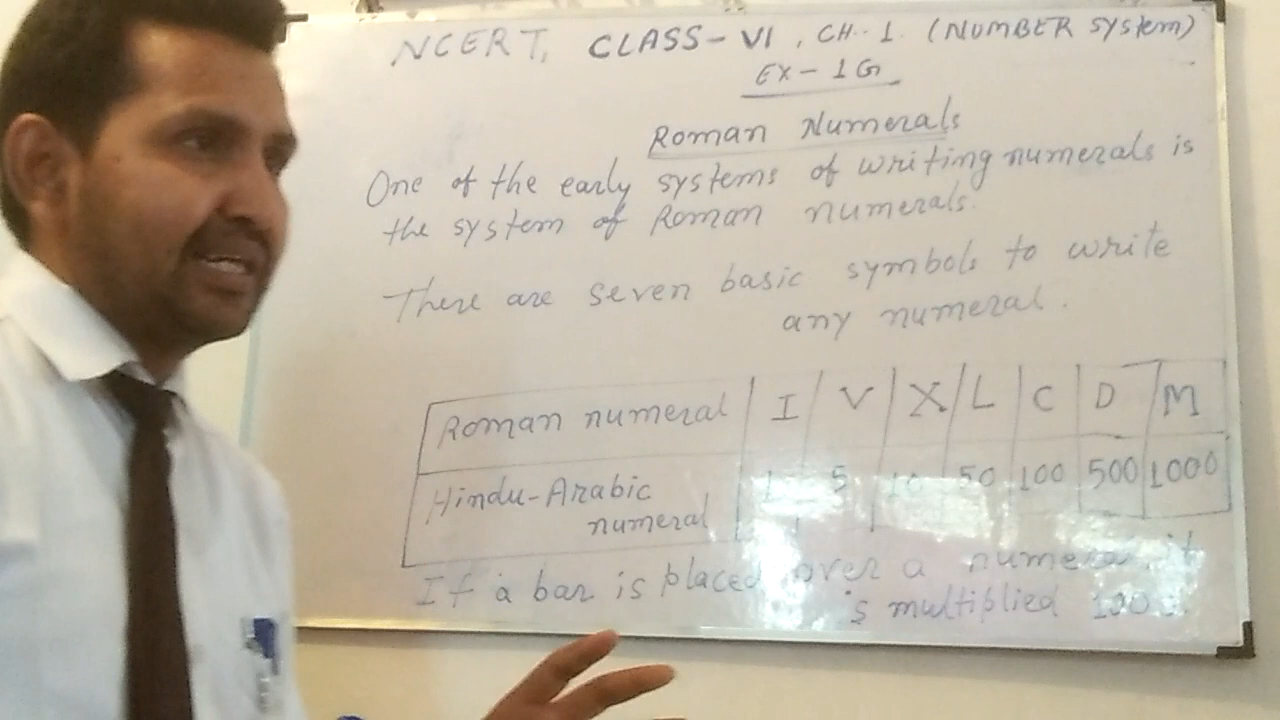 NCERT, CLASS-VI, CH. 1. (NUMBER System)
EX - 1G
Roman Numerals
One of the early systems of writing numerals is
the system of Roman numerals.
There are seven basic symbols to write
any numeral.
Roman numeral I V X L C D M
Hindu-Arabic 1 5 10 50 100 500 1000
numeral
If a bar is placed over a numeral it
is multiplied 1000.